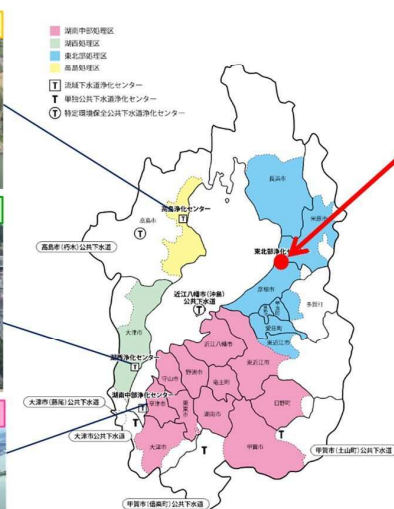 湖南中部処理区
湖西処理区
東北部処理区
高島処理区
T 流域下水道浄化センター
T 単独公共下水道浄化センター
T 特定環境保全公共下水道浄化センター
長浜市
米原市
高島浄化センター
T
高島市
T
高島市(朽木)公共下水道
東北部浄化セ
彦根市
多賀町
近江八幡市(沖島)
公共下水道
T
愛荘町
東近江市
大津市
近江八幡市
東近江市
湖西浄化センター
T
野洲市
守山市
竜王町
日野町
湖南中部浄化センター
草津市
T
栗東市
湖南市
大津市(藤尾)公共下水道
T
大津市公共下水道
T
大津市
甲賀市
T
甲賀市(土山町)公共下水道
甲賀市(信楽町)公共下水道